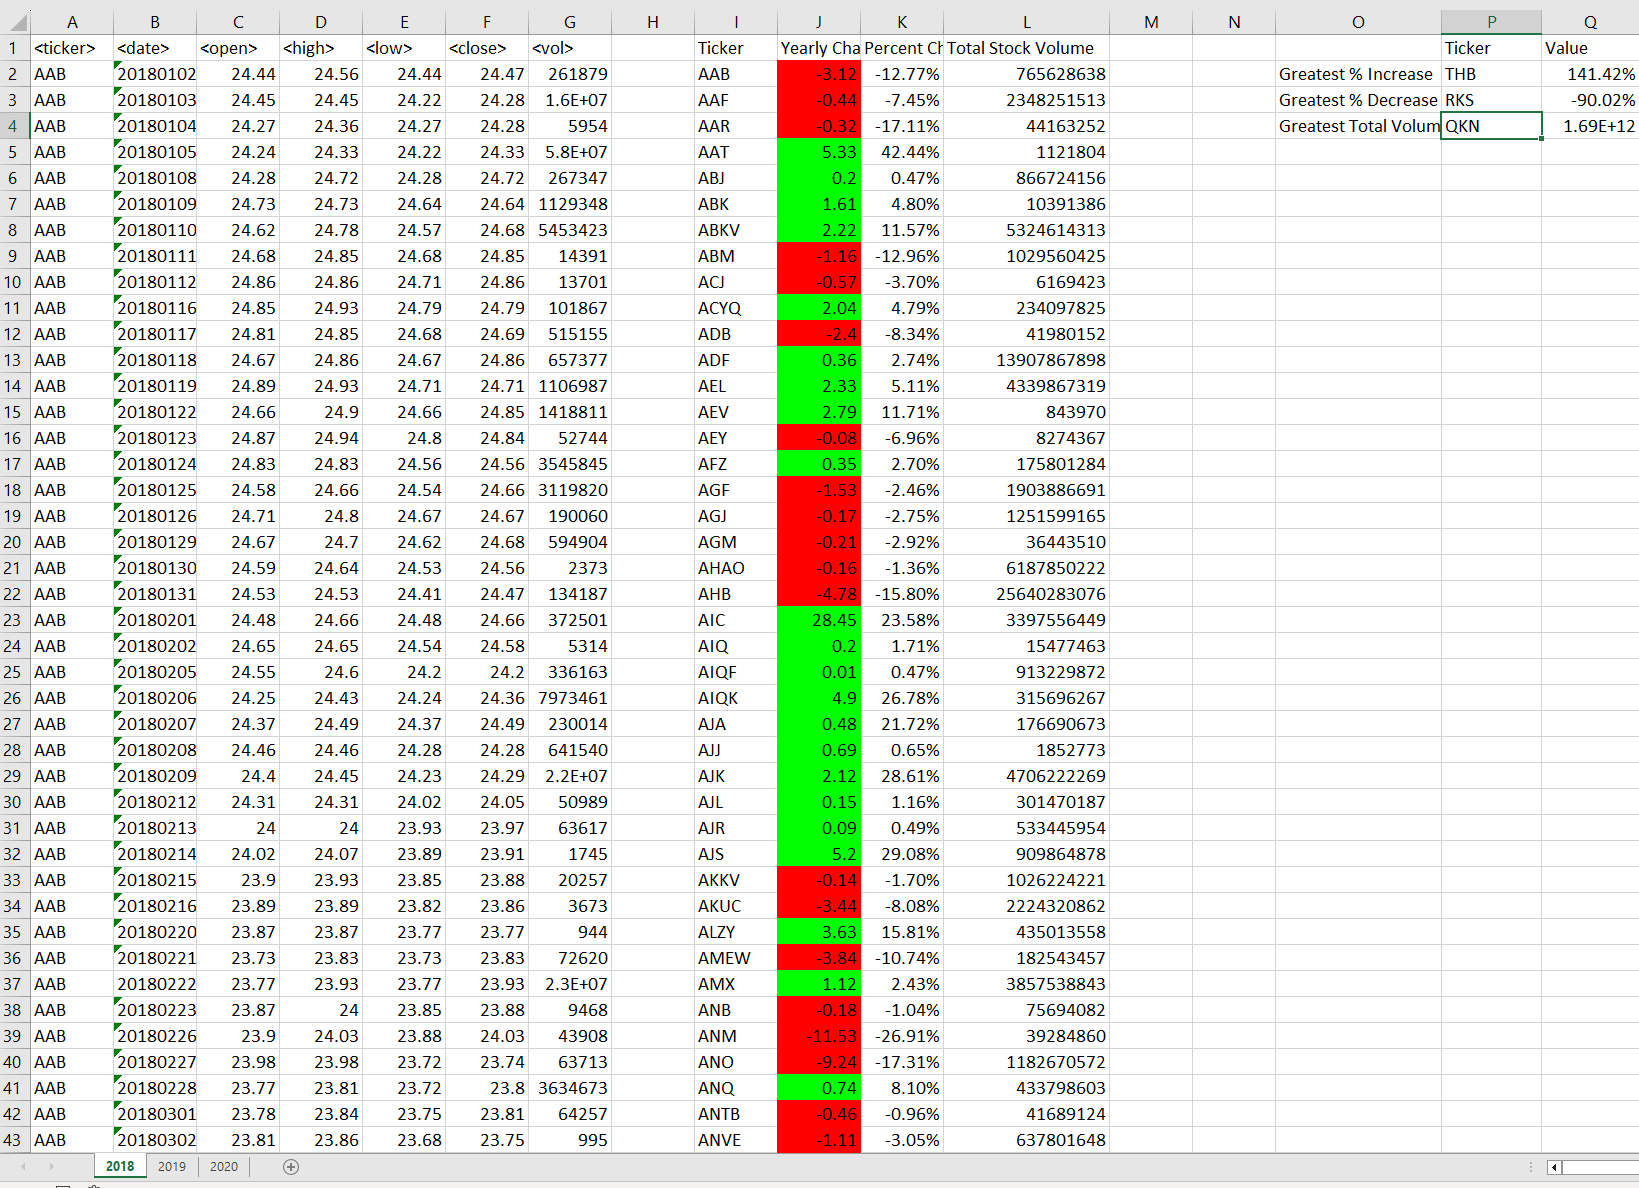 A B C D E F G H I J K L M N O P Q
1 <ticker> <date> <open> <high> <low> <close> <vol> Ticker Yearly Cha Percent Ch Total Stock Volume Ticker Value
2 AAB 20180102 24.44 24.56 24.44 24.47 261879 AAB -3.12 -12.77% 765628638 Greatest % Increase THB 141.42%
3 AAB 20180103 24.45 24.45 24.22 24.28 1.6E+07 AAF -0.44 -7.45% 2348251513 Greatest % Decrease RKS -90.02%
4 AAB 20180104 24.27 24.36 24.27 24.28 5954 AAR -0.32 -17.11% 44163252 Greatest Total Volum QKN 1.69E+12
5 AAB 20180105 24.24 24.33 24.22 24.33 5.8E+07 AAT 5.33 42.44% 1121804
6 AAB 20180108 24.28 24.72 24.28 24.72 267347 ABJ 0.2 0.47% 866724156
7 AAB 20180109 24.73 24.73 24.64 24.64 1129348 ABK 1.61 4.80% 10391386
8 AAB 20180110 24.62 24.78 24.57 24.68 5453423 ABKV 2.22 11.57% 5324614313
9 AAB 20180111 24.68 24.85 24.68 24.85 14391 ABM -1.16 -12.96% 1029560425
10 AAB 20180112 24.86 24.86 24.71 24.86 13701 ACJ -0.57 -3.70% 6169423
11 AAB 20180116 24.85 24.93 24.79 24.79 101867 ACYQ 2.04 4.79% 234097825
12 AAB 20180117 24.81 24.85 24.68 24.69 515155 ADB -2.4 -8.34% 41980152
13 AAB 20180118 24.67 24.86 24.67 24.86 657377 ADF 0.36 2.74% 13907867898
14 AAB 20180119 24.89 24.93 24.71 24.71 1106987 AEL 2.33 5.11% 4339867319
15 AAB 20180122 24.66 24.9 24.66 24.85 1418811 AEV 2.79 11.71% 843970
16 AAB 20180123 24.87 24.94 24.8 24.84 52744 AEY -0.08 -6.96% 8274367
17 AAB 20180124 24.83 24.83 24.56 24.56 3545845 AFZ 0.35 2.70% 175801284
18 AAB 20180125 24.58 24.66 24.54 24.66 3119820 AGF -1.53 -2.46% 1903886691
19 AAB 20180126 24.71 24.8 24.67 24.67 190060 AGJ -0.17 -2.75% 1251599165
20 AAB 20180129 24.67 24.7 24.62 24.68 594904 AGM -0.21 -2.92% 36443510
21 AAB 20180130 24.59 24.64 24.53 24.56 2373 AHAO -0.16 -1.36% 6187850222
22 AAB 20180131 24.53 24.53 24.41 24.47 134187 AHB -4.78 -15.80% 25640283076
23 AAB 20180201 24.48 24.66 24.48 24.66 372501 AIC 28.45 23.58% 3397556449
24 AAB 20180202 24.65 24.65 24.54 24.58 5314 AIQ 0.2 1.71% 15477463
25 AAB 20180205 24.55 24.6 24.2 24.2 336163 AIQF 0.01 0.47% 913229872
26 AAB 20180206 24.25 24.43 24.24 24.36 7973461 AIQK 4.9 26.78% 315696267
27 AAB 20180207 24.37 24.49 24.37 24.49 230014 AJA 0.48 21.72% 176690673
28 AAB 20180208 24.46 24.46 24.28 24.28 641540 AJJ 0.69 0.65% 1852773
29 AAB 20180209 24.4 24.45 24.23 24.29 2.2E+07 AJK 2.12 28.61% 4706222269
30 AAB 20180212 24.31 24.31 24.02 24.05 50989 AJL 0.15 1.16% 301470187
31 AAB 20180213 24 24 23.93 23.97 63617 AJR 0.09 0.49% 533445954
32 AAB 20180214 24.02 24.07 23.89 23.91 1745 AJS 5.2 29.08% 909864878
33 AAB 20180215 23.9 23.93 23.85 23.88 20257 AKKV -0.14 -1.70% 1026224221
34 AAB 20180216 23.89 23.89 23.82 23.86 3673 AKUC -3.44 -8.08% 2224320862
35 AAB 20180220 23.87 23.87 23.77 23.77 944 ALZY 3.63 15.81% 435013558
36 AAB 20180221 23.73 23.83 23.73 23.83 72620 AMEW -3.84 -10.74% 182543457
37 AAB 20180222 23.77 23.93 23.77 23.93 2.3E+07 AMX 1.12 2.43% 3857538843
38 AAB 20180223 23.87 24 23.85 23.88 9468 ANB -0.18 -1.04% 75694082
39 AAB 20180226 23.9 24.03 23.88 24.03 43908 ANM -11.53 -26.91% 39284860
40 AAB 20180227 23.98 23.98 23.72 23.74 63713 ANO -9.24 -17.31% 1182670572
41 AAB 20180228 23.77 23.81 23.72 23.8 3634673 ANQ 0.74 8.10% 433798603
42 AAB 20180301 23.78 23.84 23.75 23.81 64257 ANTB -0.46 -0.96% 41689124
43 AAB 20180302 23.81 23.86 23.68 23.75 995 ANVE -1.11 -3.05% 637801648
2018 2019 2020